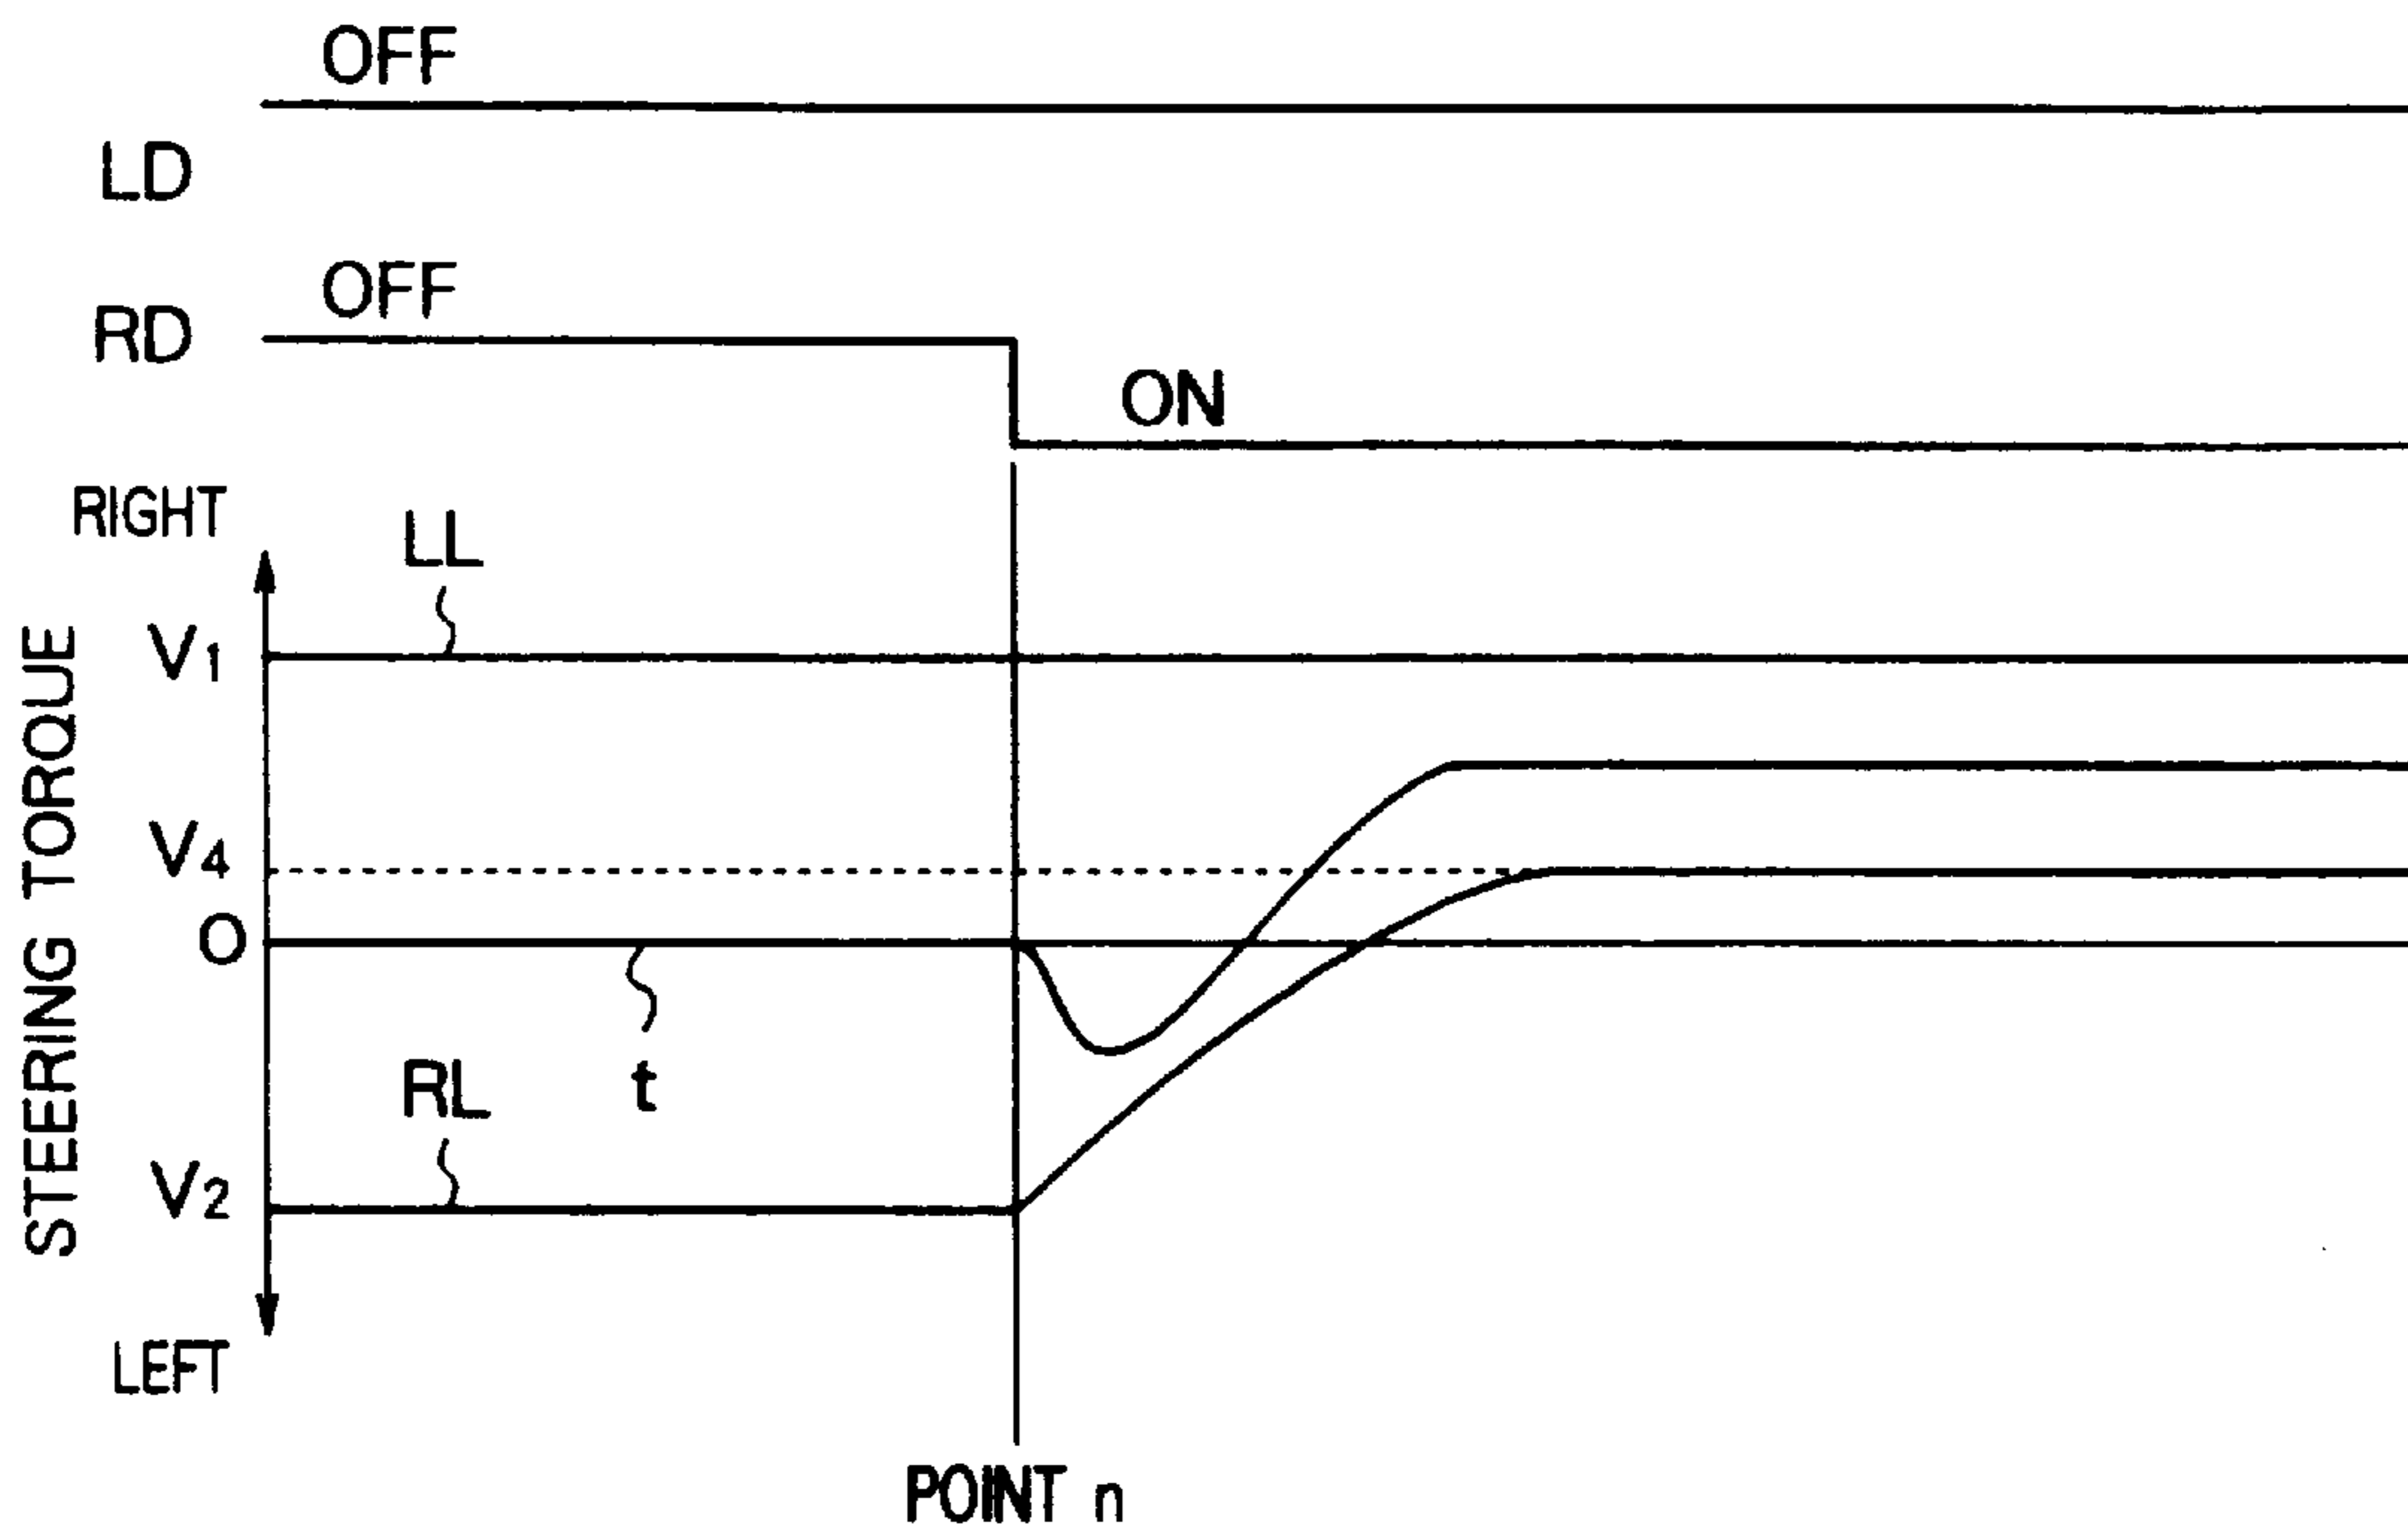 OFF
LD
OFF
RD
ON
RIGHT
LL
V1
STEERING TORQUE
V4
O
t
RL
V2
LEFT
POINT n